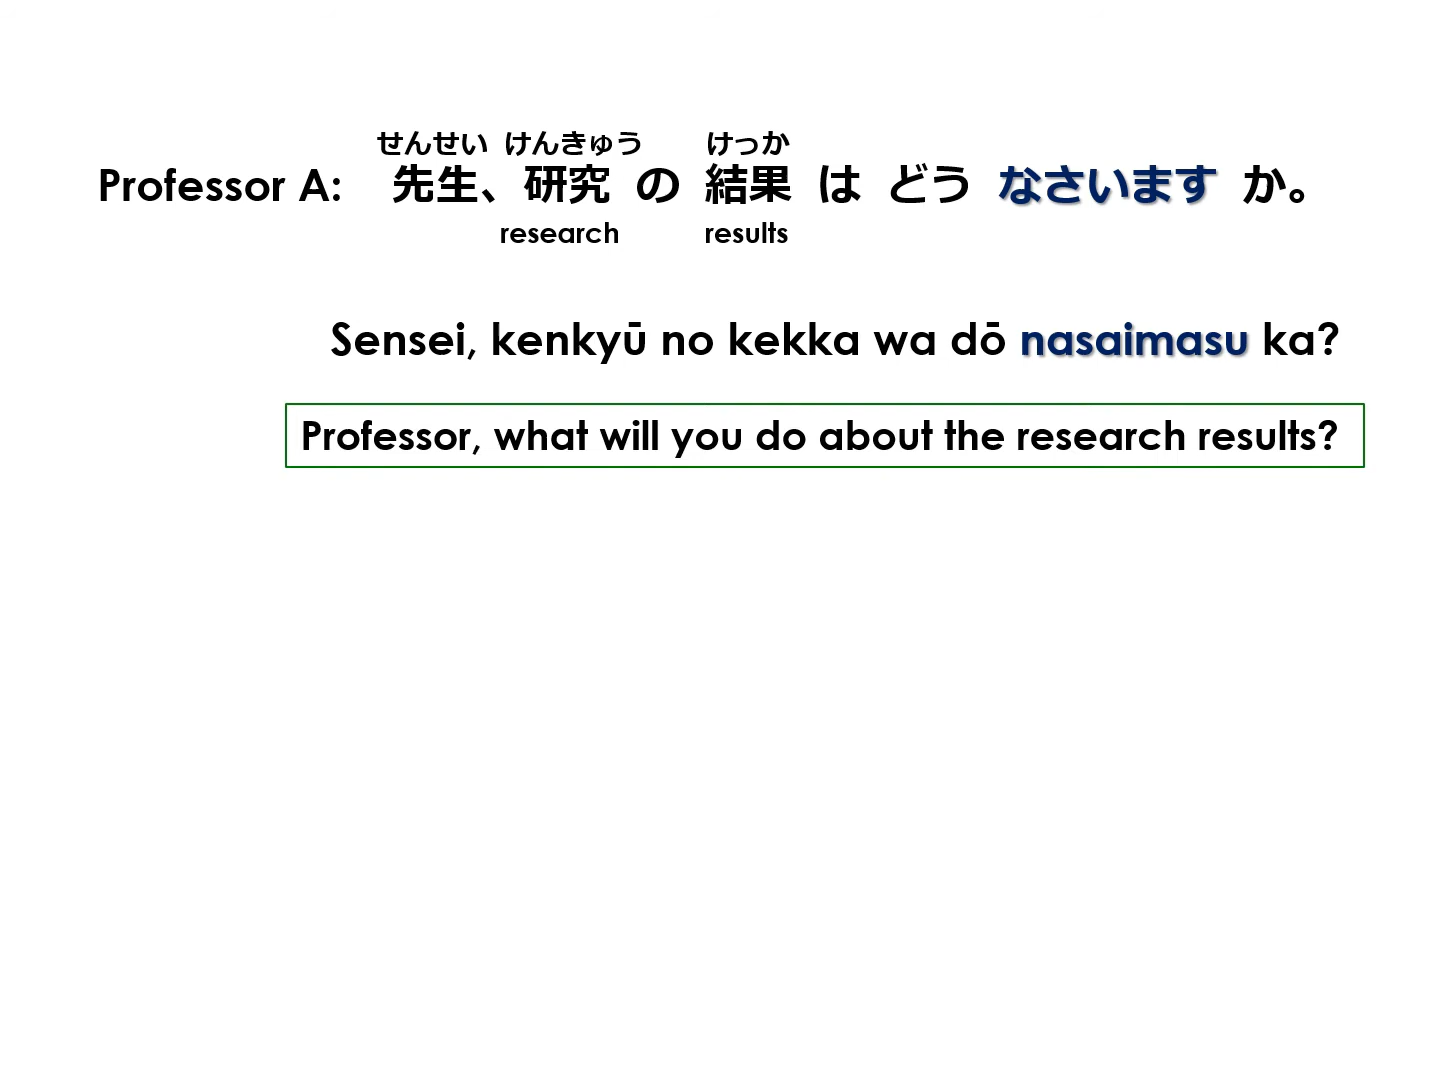 せんせい けんきゅう けっか
Professor A: 先生、研究 の 結果 は どう なさいます か。
research results
Sensei, kenkyū no kekka wa dō nasaimasu ka?
Professor, what will you do about the research results?